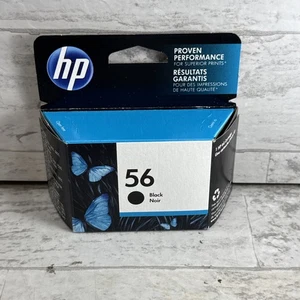 hp
PROVEN
PERFORMANCE
FOR SUPERIOR PRINTS*
RÉSULTATS
GARANTIS
POUR DES IMPRESSIONS
DE HAUTE QUALITÉ*
56
Black
Noir